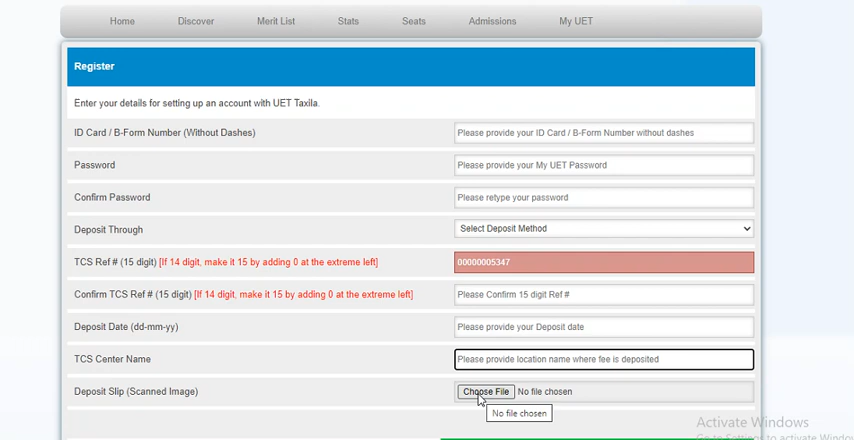 Home Discover Merit List Stats Seats Admissions My UET
Register
Enter your details for setting up an account with UET Taxila.
ID Card / B-Form Number (Without Dashes) Please provide your ID Card / B-Form Number without dashes
Password Please provide your My UET Password
Confirm Password Please retype your password
Deposit Through Select Deposit Method
TCS Ref # (15 digit) [If 14 digit, make it 15 by adding 0 at the extreme left] 00000005347
Confirm TCS Ref # (15 digit) [If 14 digit, make it 15 by adding 0 at the extreme left] Please Confirm 15 digit Ref #
Deposit Date (dd-mm-yy) Please provide your Deposit date
TCS Center Name Please provide location name where fee is deposited
Deposit Slip (Scanned Image) Choose File No file chosen
No file chosen
Activate Windows
Go to Settings to activate Windows